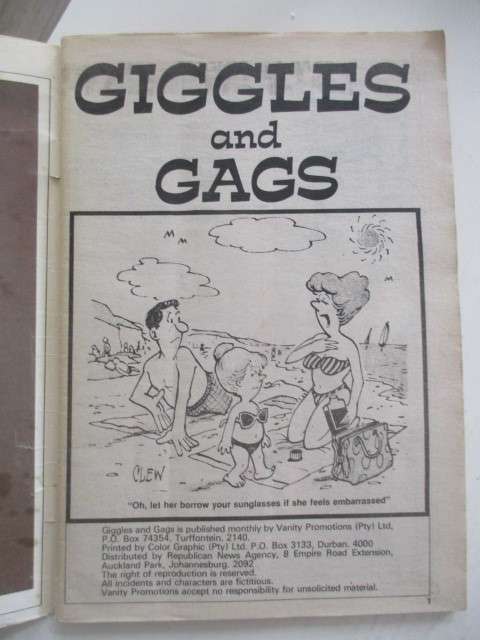 GIGGLES
and
GAGS
CLEW
"Oh, let her borrow your sunglasses if she feels embarrassed"
Giggles and Gags is published monthly by Vanity Promotions (Pty) Ltd,
P.O. Box 74354, Turffontein, 2140.
Printed by Color Graphic (Pty) Ltd. P.O. Box 3133, Durban. 4000
Distributed by Republican News Agency, 8 Empire Road Extension,
Auckland Park, Johannesburg, 2092
The right of reproduction is reserved.
All incidents and characters are fictitious.
Vanity Promotions accept no responsibility for unsolicited material.
1